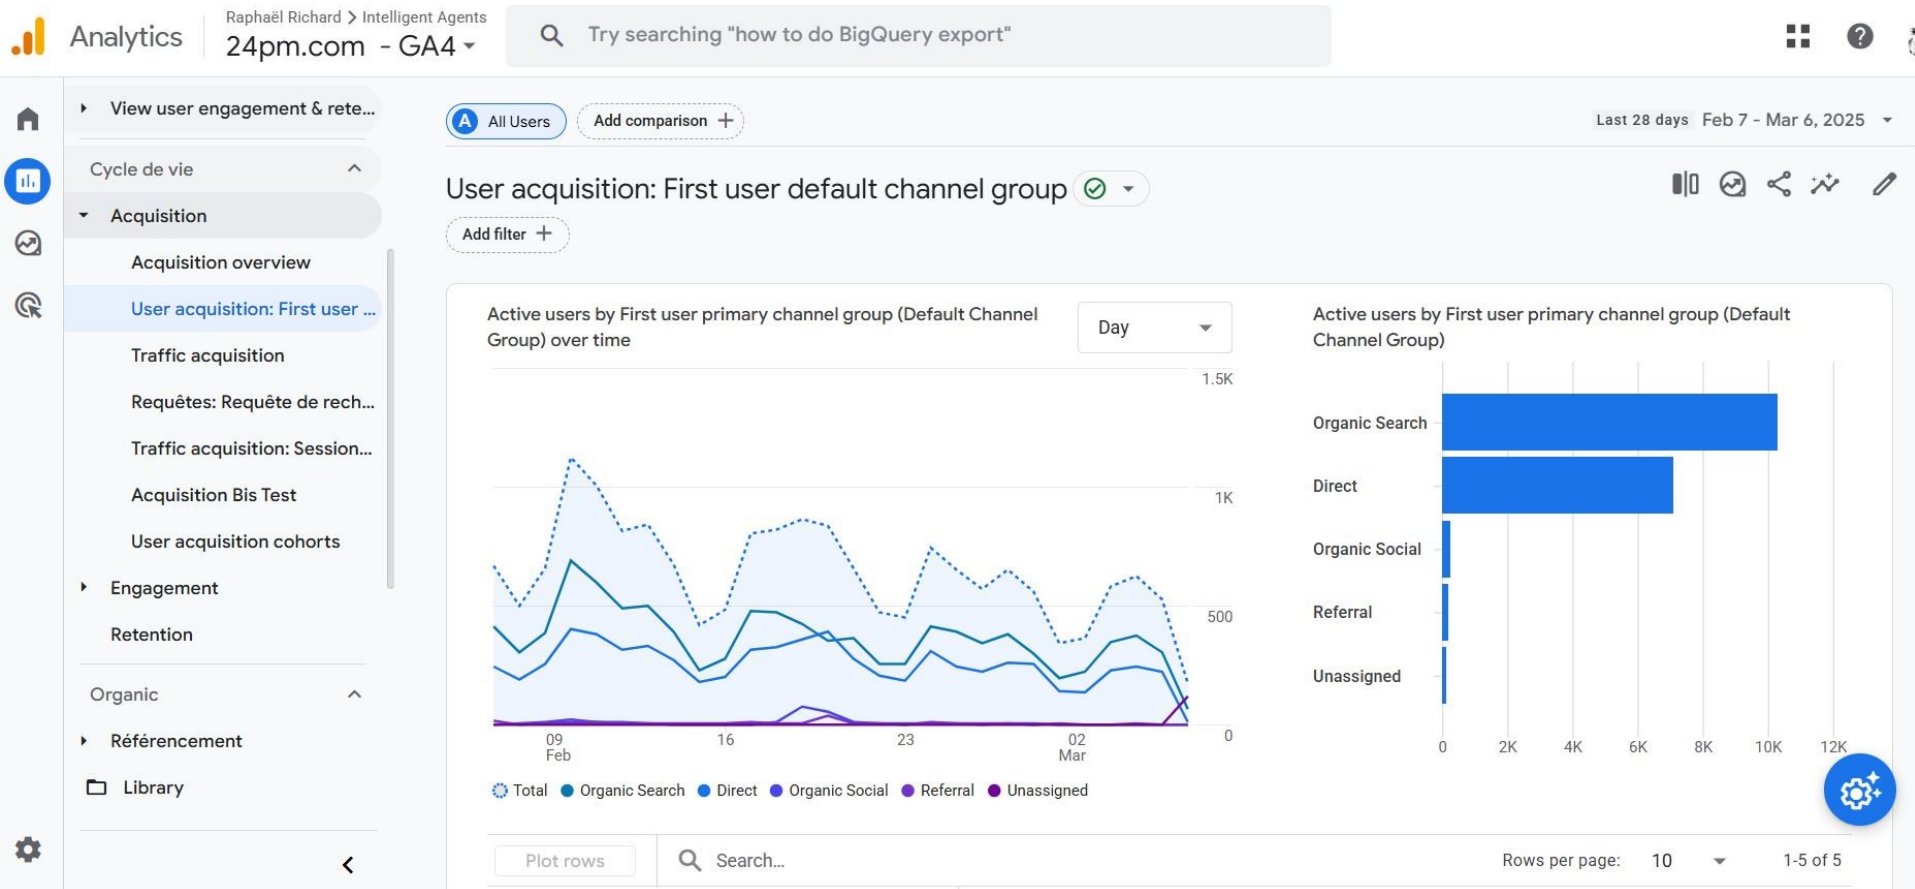 Analytics
Raphaël Richard > Intelligent Agents
24pm.com - GA4
Try searching "how to do BigQuery export"
View user engagement & rete...
Cycle de vie
Acquisition
Acquisition overview
User acquisition: First user ...
Traffic acquisition
Requêtes: Requête de rech...
Traffic acquisition: Session...
Acquisition Bis Test
User acquisition cohorts
Engagement
Retention
Organic
Référencement
Library
A All Users
Add comparison +
Last 28 days Feb 7 - Mar 6, 2025
User acquisition: First user default channel group
Add filter +
Active users by First user primary channel group (Default Channel
Group) over time
Day
1.5K
1K
500
0
09 16 23 02
Feb Mar
Total Organic Search Direct Organic Social Referral Unassigned
Active users by First user primary channel group (Default
Channel Group)
Organic Search
Direct
Organic Social
Referral
Unassigned
0 2K 4K 6K 8K 10K 12K
Plot rows
Search...
Rows per page: 10 1-5 of 5